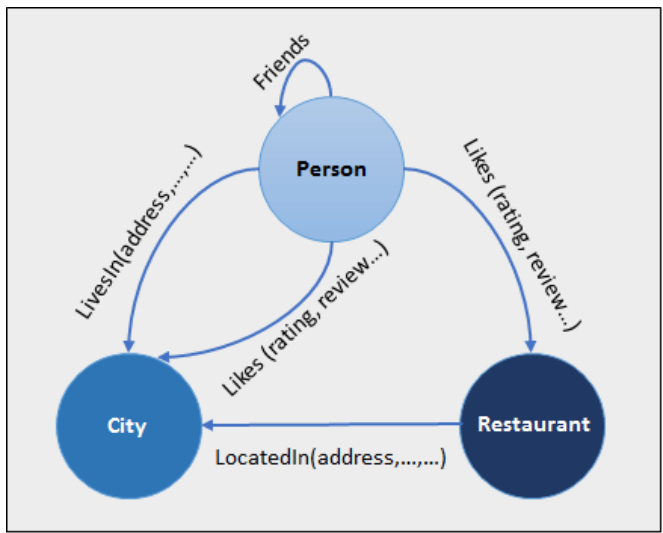 Friends
Person
LivesIn(address,...,...)
Likes (rating, review...)
Likes (rating, review...)
City
Restaurant
LocatedIn(address,...,...)